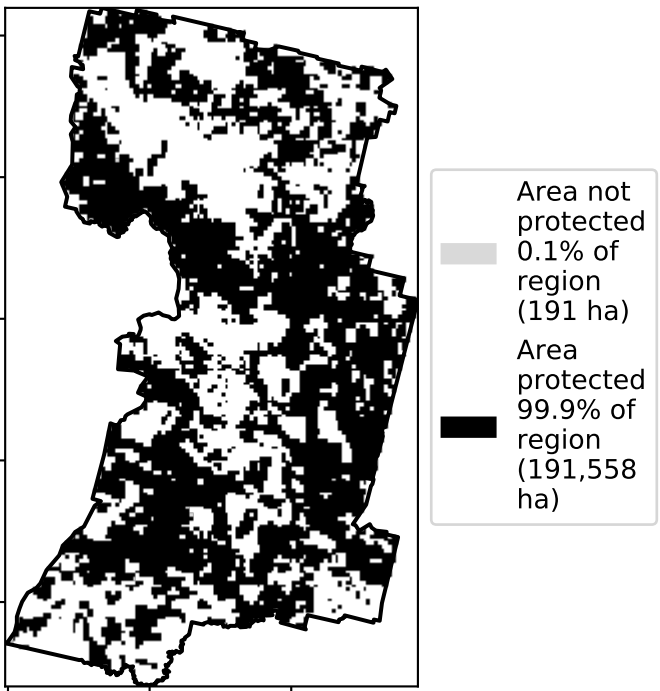 Area not
protected
0.1% of
region
(191 ha)
Area
protected
99.9% of
region
(191,558
ha)